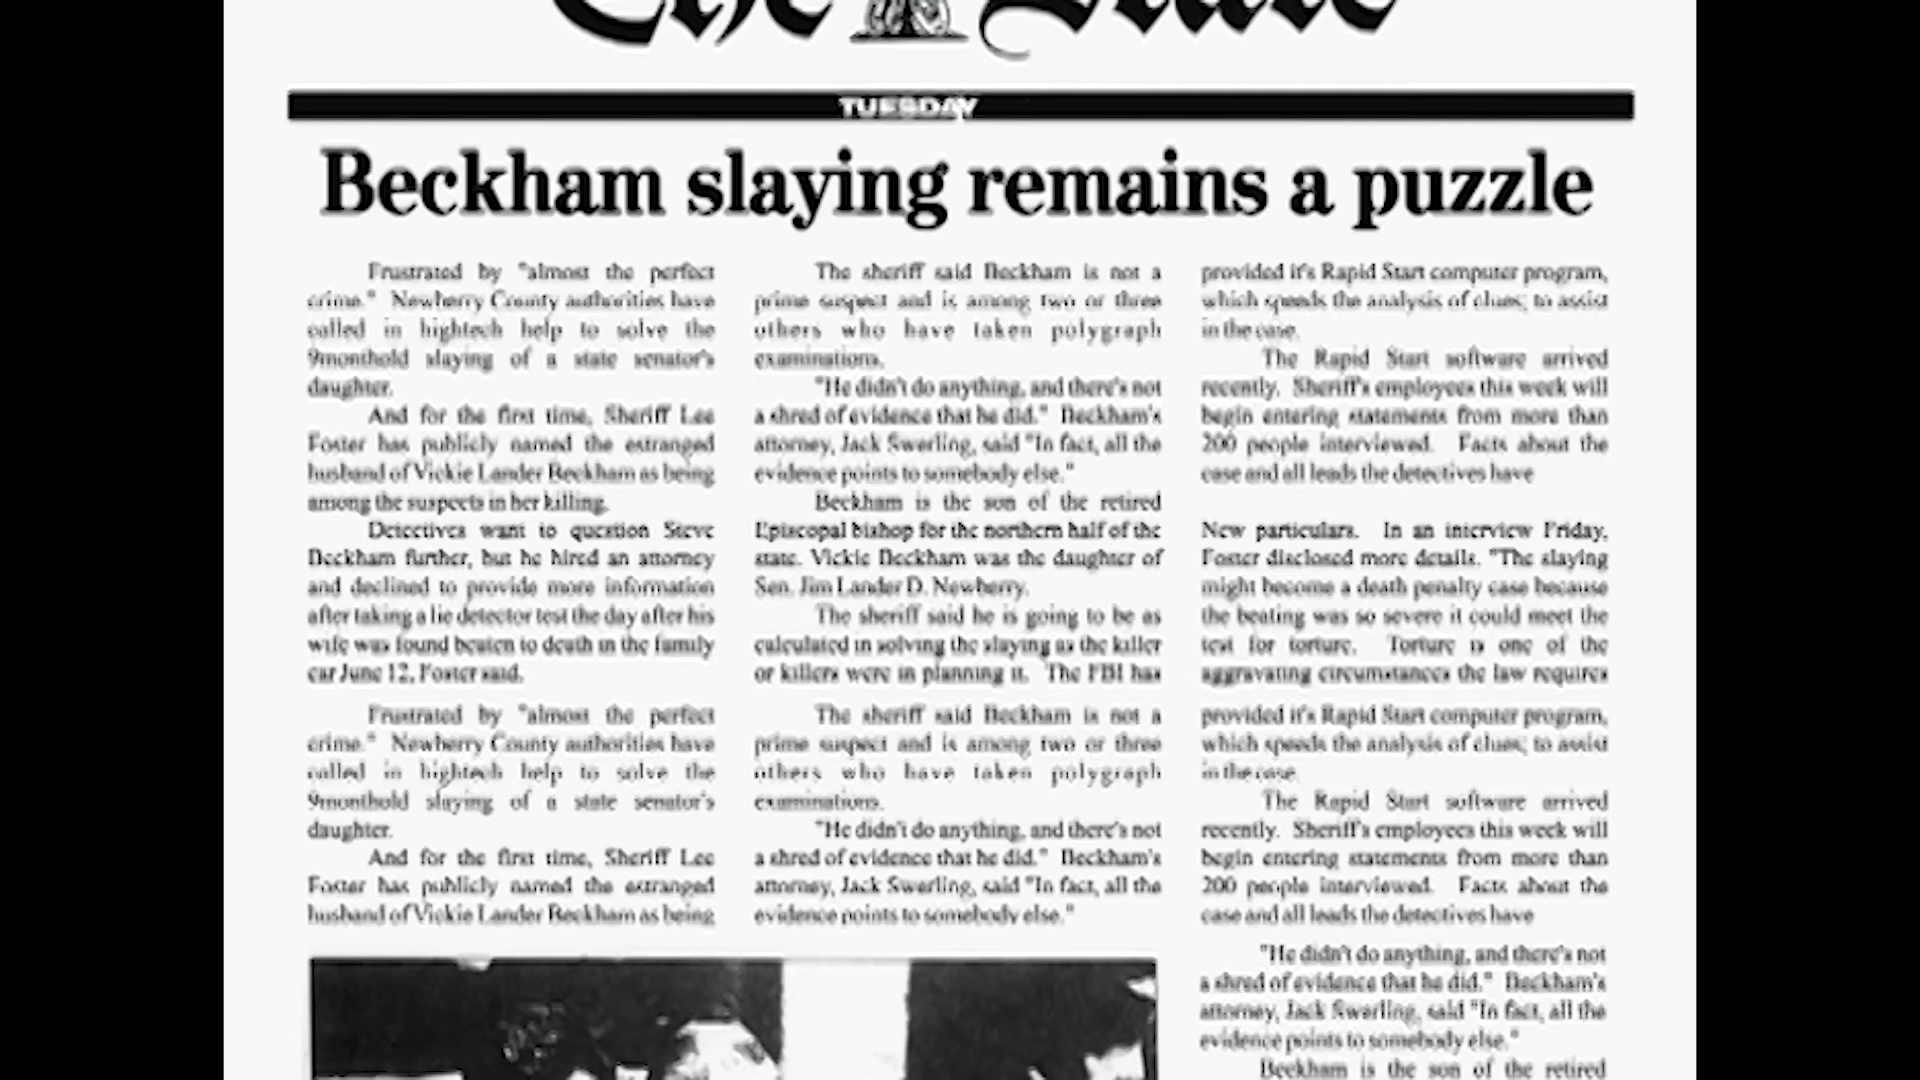 The State
TUESDAY
Beckham slaying remains a puzzle
Frustrated by "almost the perfect
crime." Newberry County authorities have
called in hightech help to solve the
9monthold slaying of a state senator's
daughter.
And for the first time, Sheriff Lee
Foster has publicly named the estranged
husband of Vickie Lander Beckham as being
among the suspects in her killing.
Detectives want to question Steve
Beckham further, but he hired an attorney
and declined to provide more information
after taking a lie detector test the day after his
wife was found beaten to death in the family
car June 12, Foster said.
Frustrated by "almost the perfect
crime." Newberry County authorities have
called in hightech help to solve the
9monthold slaying of a state senator's
daughter.
And for the first time, Sheriff Lee
Foster has publicly named the estranged
husband of Vickie Lander Beckham as being
The sheriff said Beckham is not a
prime suspect and is among two or three
others who have taken polygraph
examinations.
"He didn't do anything, and there's not
a shred of evidence that he did." Beckham's
attorney, Jack Swerling, said "In fact, all the
evidence points to somebody else."
Beckham is the son of the retired
Episcopal bishop for the northern half of the
state. Vickie Beckham was the daughter of
Sen. Jim Lander D. Newberry.
The sheriff said he is going to be as
calculated in solving the slaying as the killer
or killers were in planning it. The FBI has
The sheriff said Beckham is not a
prime suspect and is among two or three
others who have taken polygraph
examinations.
"He didn't do anything, and there's not
a shred of evidence that he did." Beckham's
attorney, Jack Swerling, said "In fact, all the
evidence points to somebody else."
provided it's Rapid Start computer program,
which speeds the analysis of clues; to assist
in the case.
The Rapid Start software arrived
recently. Sheriff's employees this week will
begin entering statements from more than
200 people interviewed. Facts about the
case and all leads the detectives have
New particulars. In an interview Friday,
Foster disclosed more details. "The slaying
might become a death penalty case because
the beating was so severe it could meet the
test for torture. Torture is one of the
aggravating circumstances the law requires
provided it's Rapid Start computer program,
which speeds the analysis of clues; to assist
in the case.
The Rapid Start software arrived
recently. Sheriff's employees this week will
begin entering statements from more than
200 people interviewed. Facts about the
case and all leads the detectives have
"He didn't do anything, and there's not
a shred of evidence that he did." Beckham's
attorney, Jack Swerling, said "In fact, all the
evidence points to somebody else."
Beckham is the son of the retired